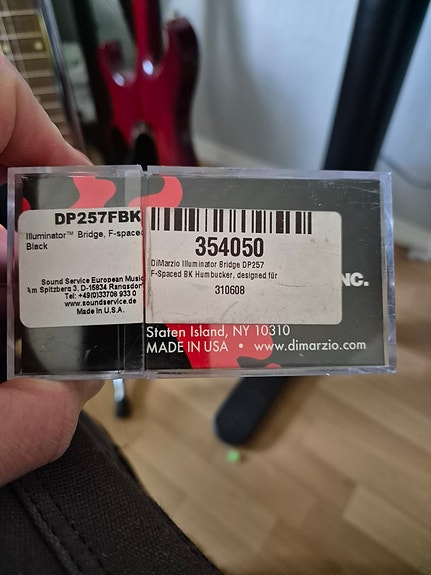 DP257FBK
Illuminator™ Bridge, F-spaced
Black
Sound Service European Music
Am Spitzberg 3, D-15834 Rangsdorf
Tel: +49(0)33708 933 0
www.soundservice.de
Made in U.S.A.
354050
DiMarzio Illuminator Bridge DP257
F-Spaced BK Humbucker, designed für
310608
NC.
Staten Island, NY 10310
MADE IN USA • www.dimarzio.com